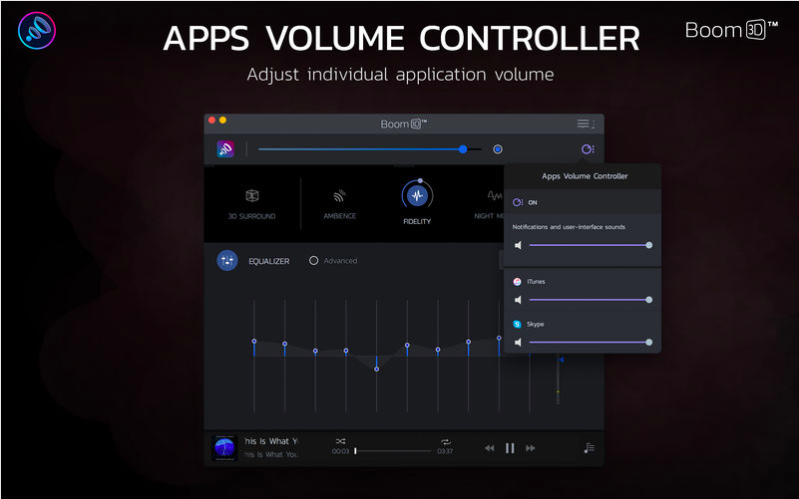 APPS VOLUME CONTROLLER
Boom 3D™
Adjust individual application volume
Boom 3D™
Apps Volume Controller
ON
Notifications and user-interface sounds
iTunes
Skype
3D SURROUND
AMBIENCE
FIDELITY
NIGHT M
EQUALIZER
Advanced
his Is What Y
his Is What You
00:03
03:37